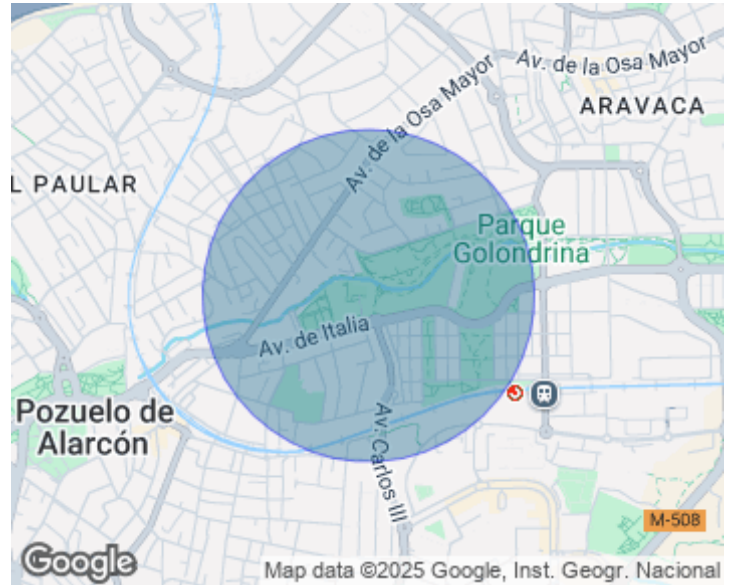 Av. de la Osa Mayor
ARAVACA
Av. de la Osa Mayor
L PAULAR
Parque
Golondrina
Av. de Italia
Pozuelo de
Alarcón
Av. Carlos III
M-508
Google
Map data ©2025 Google, Inst. Geogr. Nacional